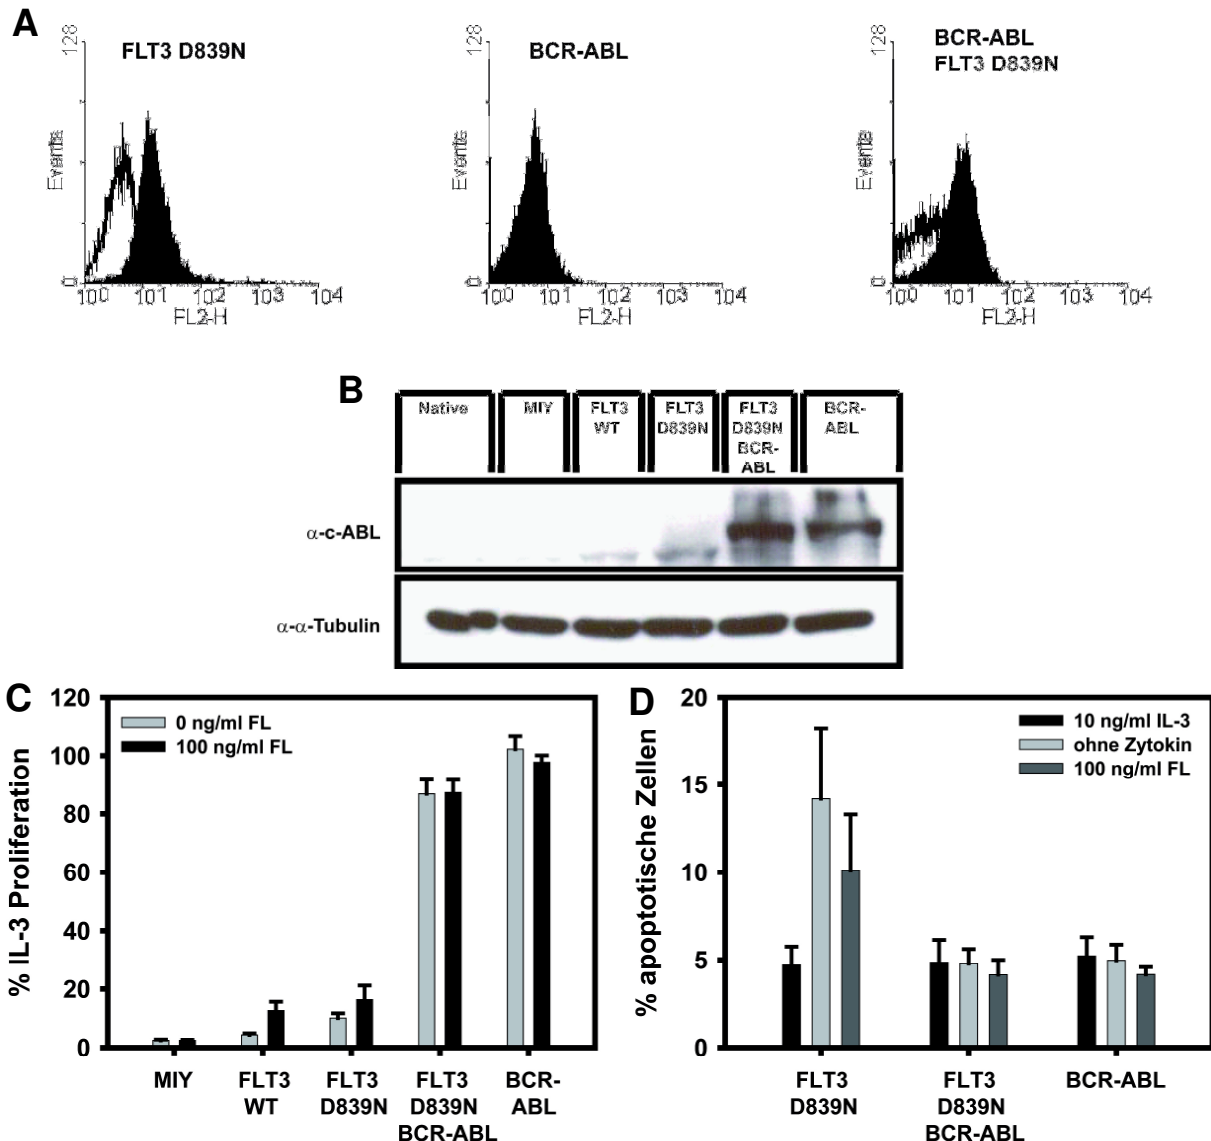 A
FLT3 D839N
128
Events
0
10^0 10^1 10^2 10^3 10^4
FL2-H
BCR-ABL
128
Events
0
10^0 10^1 10^2 10^3 10^4
FL2-H
BCR-ABL
FLT3 D839N
128
Events
0
10^0 10^1 10^2 10^3 10^4
FL2-H
B
Native
MIY
FLT3
WT
FLT3
D839N
FLT3
D839N
BCR-
ABL
BCR-
ABL
α-c-ABL
α-α-Tubulin
C
% IL-3 Proliferation
120
100
80
60
40
20
0
0 ng/ml FL
100 ng/ml FL
MIY
FLT3
WT
FLT3
D839N
FLT3
D839N
BCR-ABL
BCR-
ABL
D
% apoptotische Zellen
20
15
10
5
0
10 ng/ml IL-3
ohne Zytokin
100 ng/ml FL
FLT3
D839N
FLT3
D839N
BCR-ABL
BCR-ABL